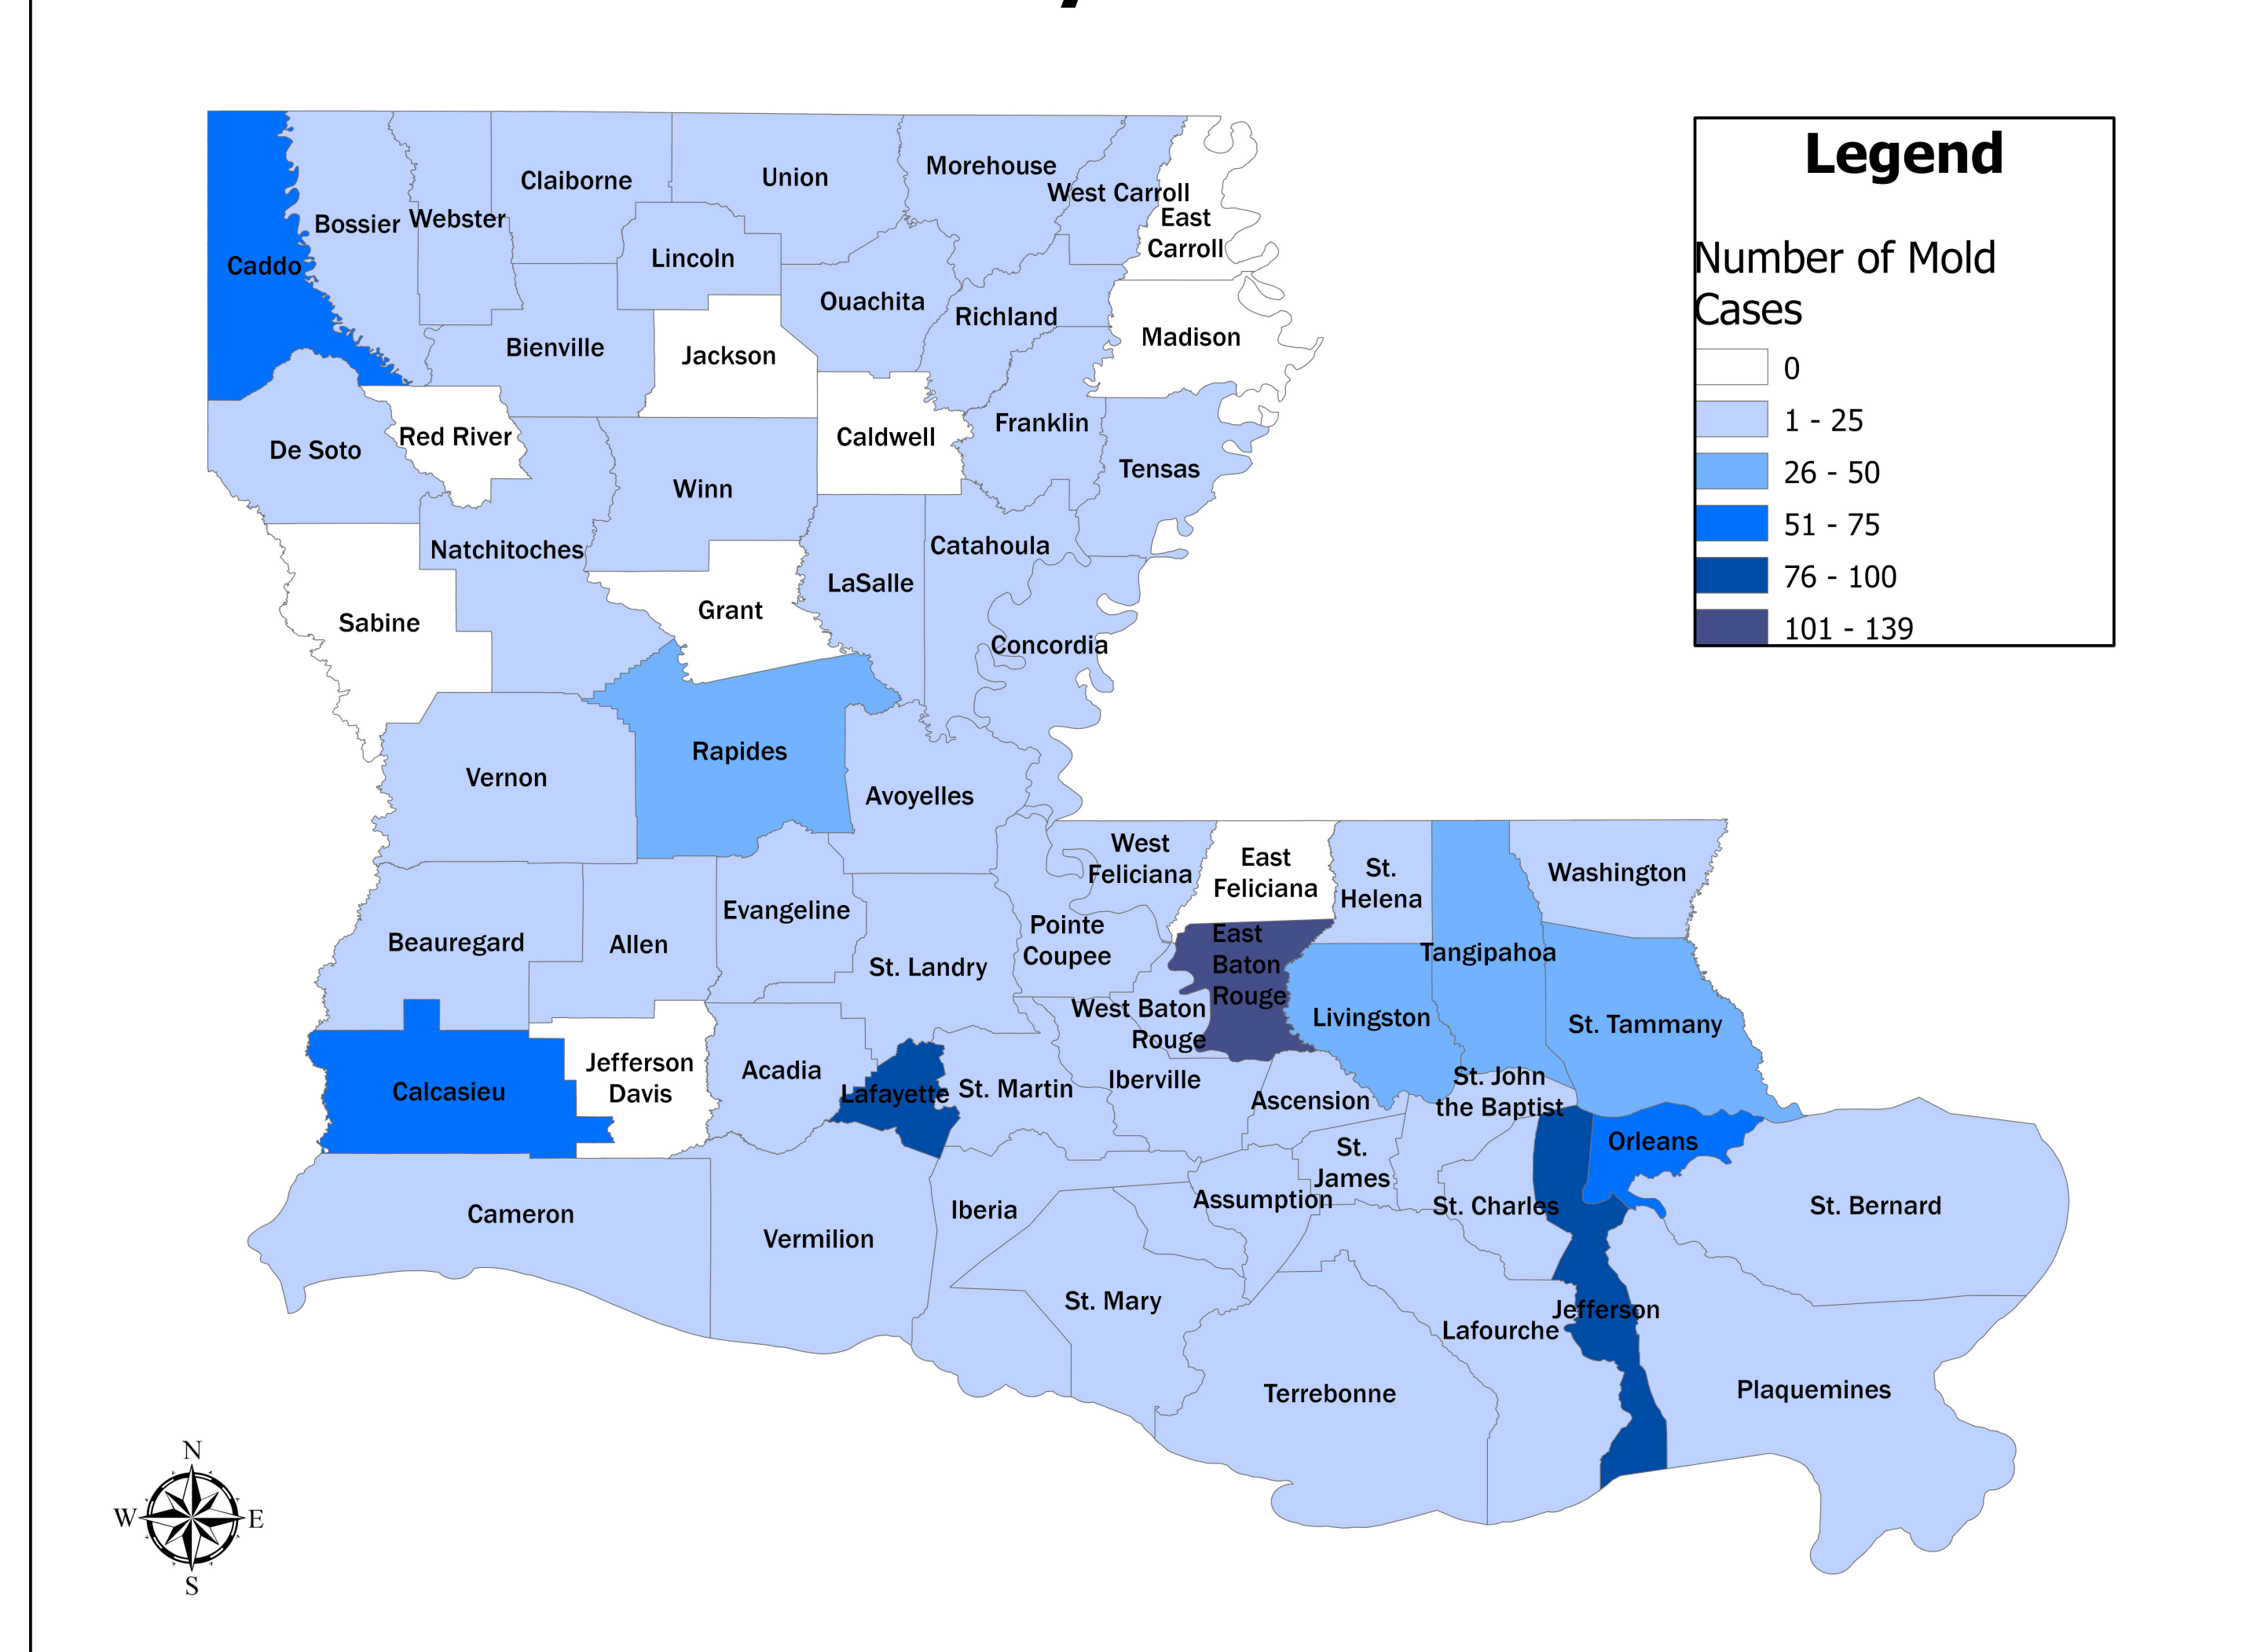 Legend
Number of Mold
Cases
0
1 - 25
26 - 50
51 - 75
76 - 100
101 - 139
Caddo
Bossier
Webster
Claiborne
Union
Morehouse
West Carroll
East
Carroll
Lincoln
Ouachita
Richland
Madison
Bienville
Jackson
Caldwell
Franklin
Tensas
De Soto
Red River
Winn
Natchitoches
Catahoula
LaSalle
Sabine
Grant
Concordia
Vernon
Rapides
Avoyelles
West
Feliciana
East
Feliciana
St.
Helena
Washington
Beauregard
Allen
Evangeline
St. Landry
Pointe
Coupee
East
Baton
Rouge
Tangipahoa
West Baton
Rouge
Livingston
St. Tammany
Calcasieu
Jefferson
Davis
Acadia
Lafayette
St. Martin
Iberville
Ascension
St. John
the Baptist
Orleans
St.
James
Assumption
St. Charles
St. Bernard
Cameron
Vermilion
Iberia
St. Mary
Jefferson
Lafourche
Terrebonne
Plaquemines
N
W
E
S